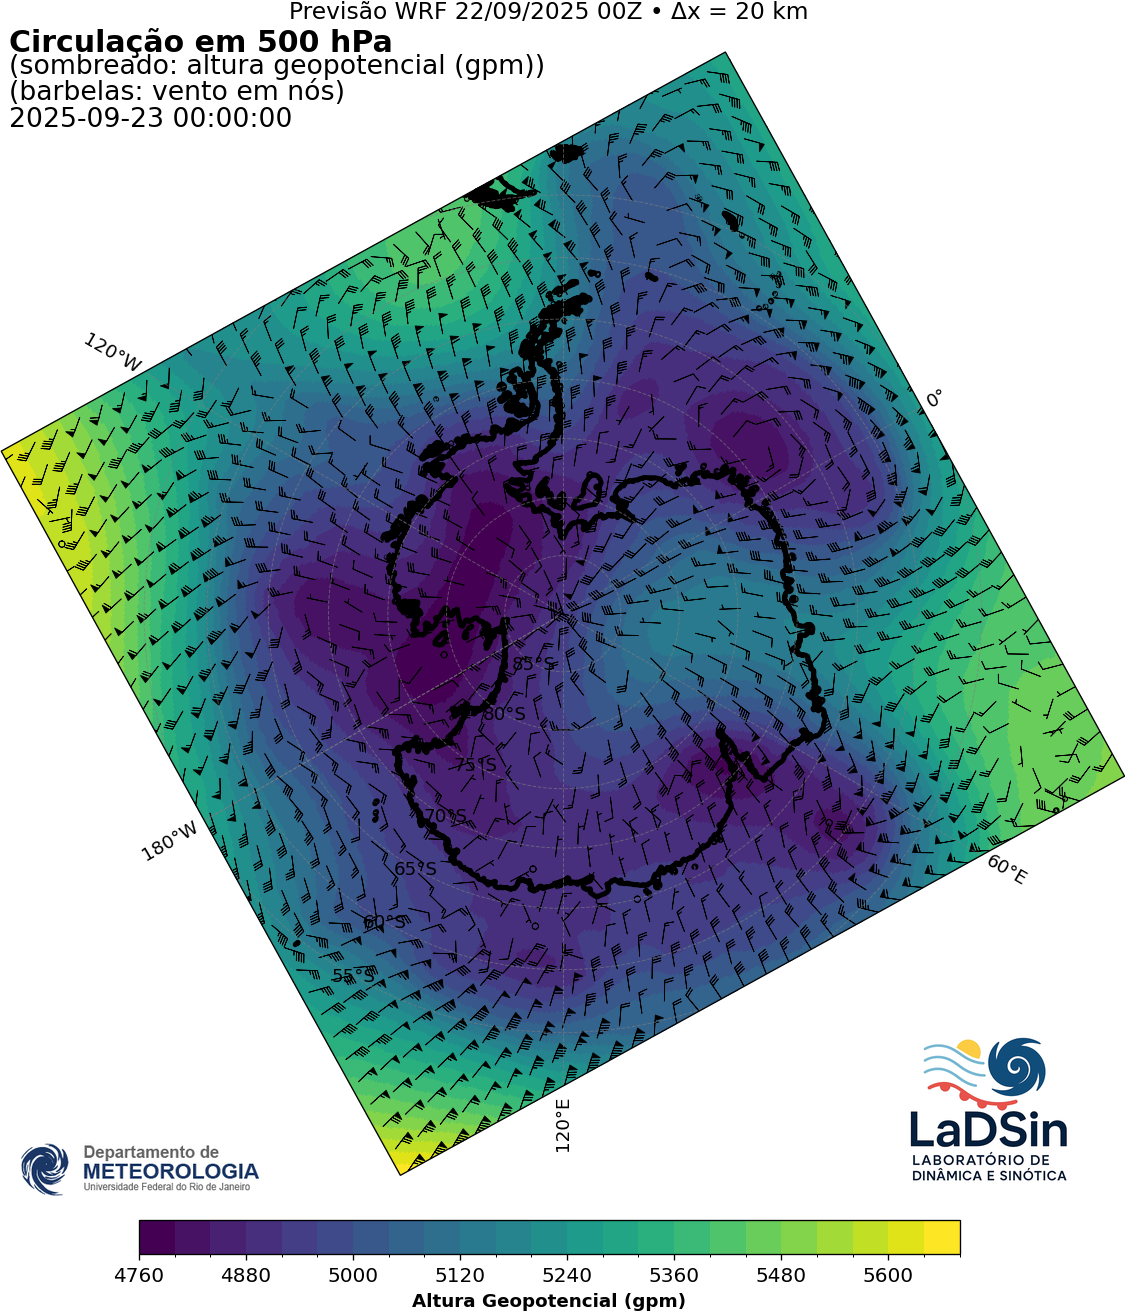 Previsão WRF 22/09/2025 00Z • Δx = 20 km
Circulação em 500 hPa
(sombreado: altura geopotencial (gpm))
(barbelas: vento em nós)
2025-09-23 00:00:00
120°W
0°
85°S
80°S
75°S
70°S
65°S
60°S
55°S
180°W
60°E
120°E
Departamento de
METEOROLOGIA
Universidade Federal do Rio de Janeiro
LaDSin
LABORATÓRIO DE
DINÂMICA E SINÓTICA
4760 4880 5000 5120 5240 5360 5480 5600
Altura Geopotencial (gpm)